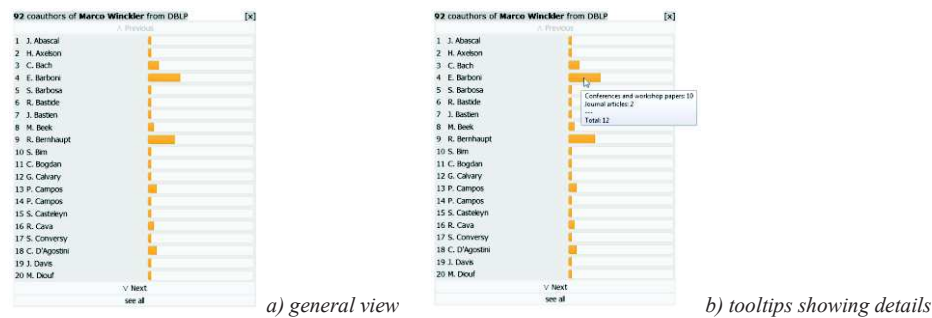 92 coauthors of Marco Winckler from DBLP [x]
∧ Previous
1 J. Abascal
2 H. Axelson
3 C. Bach
4 E. Barboni
5 S. Barbosa
6 R. Bastide
7 J. Bastien
8 M. Beek
9 R. Bernhaupt
10 S. Bim
11 C. Bogdan
12 G. Calvary
13 P. Campos
14 P. Campos
15 S. Casteleyn
16 R. Cava
17 S. Conversy
18 C. D'Agostini
19 J. Davis
20 M. Diouf
∨ Next
see all
a) general view
92 coauthors of Marco Winckler from DBLP [x]
∧ Previous
1 J. Abascal
2 H. Axelson
3 C. Bach
4 E. Barboni
5 S. Barbosa
6 R. Bastide
7 J. Bastien
8 M. Beek
9 R. Bernhaupt
10 S. Bim
11 C. Bogdan
12 G. Calvary
13 P. Campos
14 P. Campos
15 S. Casteleyn
16 R. Cava
17 S. Conversy
18 C. D'Agostini
19 J. Davis
20 M. Diouf
∨ Next
see all
Conferences and workshop papers: 10
Journal articles: 2
---
Total: 12
b) tooltips showing details